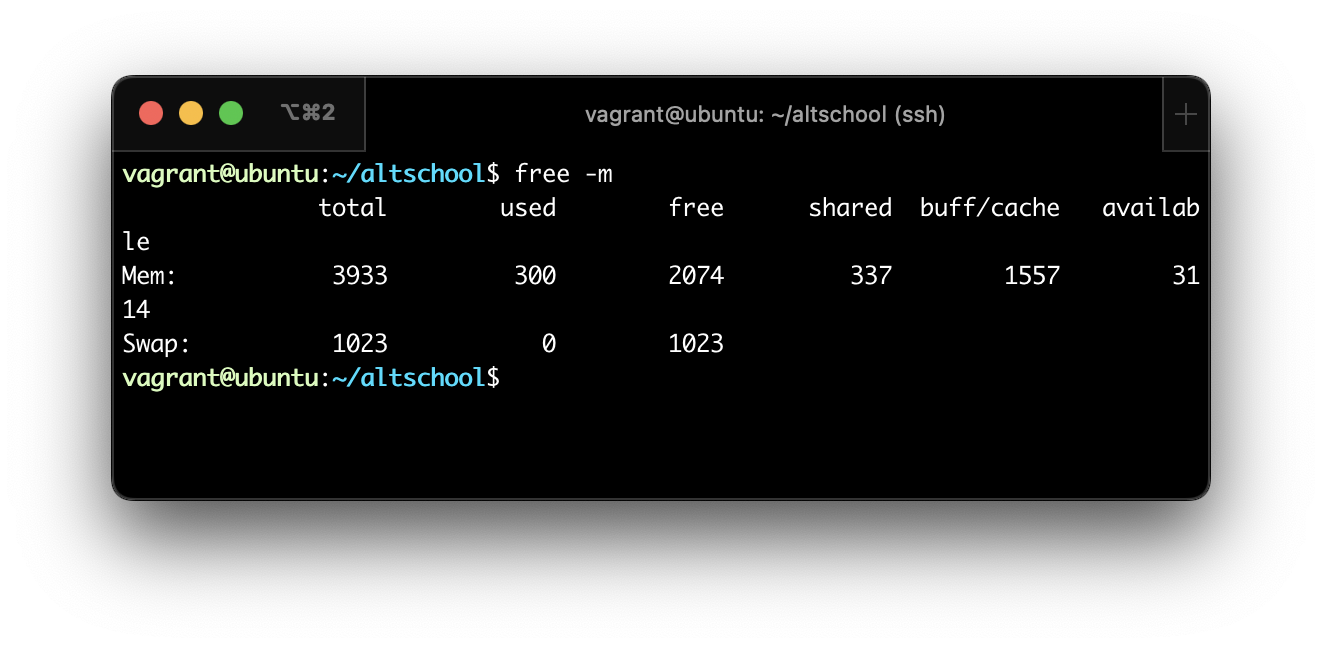 ⌥⌘2
vagrant@ubuntu: ~/altschool (ssh)
vagrant@ubuntu:~/altschool$ free -m
              total        used        free      shared  buff/cache   availab
le
Mem:           3933         300        2074         337        1557        31
14
Swap:          1023           0        1023
vagrant@ubuntu:~/altschool$